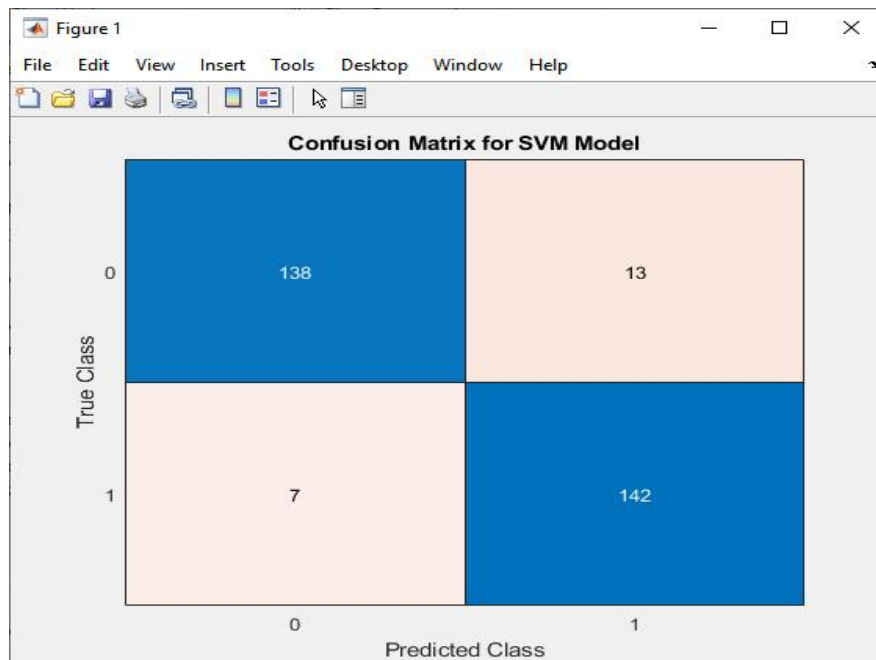 Figure 1
File Edit View Insert Tools Desktop Window Help
Confusion Matrix for SVM Model
0 138 13
True Class
1 7 142
0 1
Predicted Class